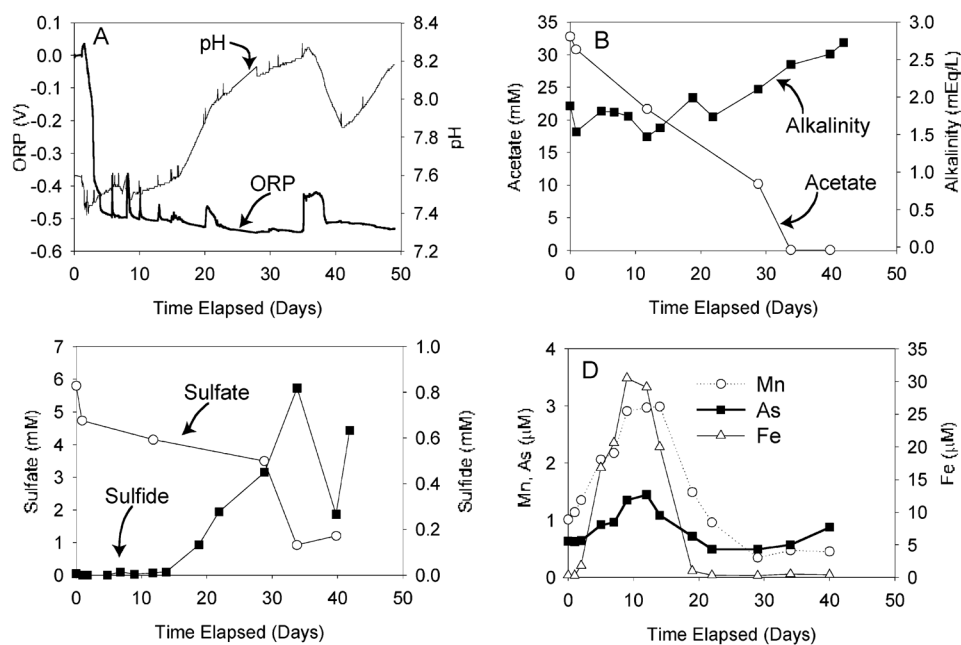 A
pH
ORP
ORP (V)
0.1
0.0
-0.1
-0.2
-0.3
-0.4
-0.5
-0.6
8.4
8.2
8.0
7.8
7.6
7.4
7.2
pH
0 10 20 30 40 50
Time Elapsed (Days)
B
Alkalinity
Acetate
Acetate (mM)
35
30
25
20
15
10
5
0
3.0
2.5
2.0
1.5
1.0
0.5
0.0
Alkalinity (mEq/L)
0 10 20 30 40 50
Time Elapsed (Days)
Sulfate
Sulfide
Sulfate (mM)
7
6
5
4
3
2
1
0
1.0
0.8
0.6
0.4
0.2
0.0
Sulfide (mM)
0 10 20 30 40 50
Time Elapsed (Days)
D
Mn
As
Fe
Mn, As (μM)
4
3
2
1
0
35
30
25
20
15
10
5
0
Fe (μM)
0 10 20 30 40 50
Time Elapsed (Days)